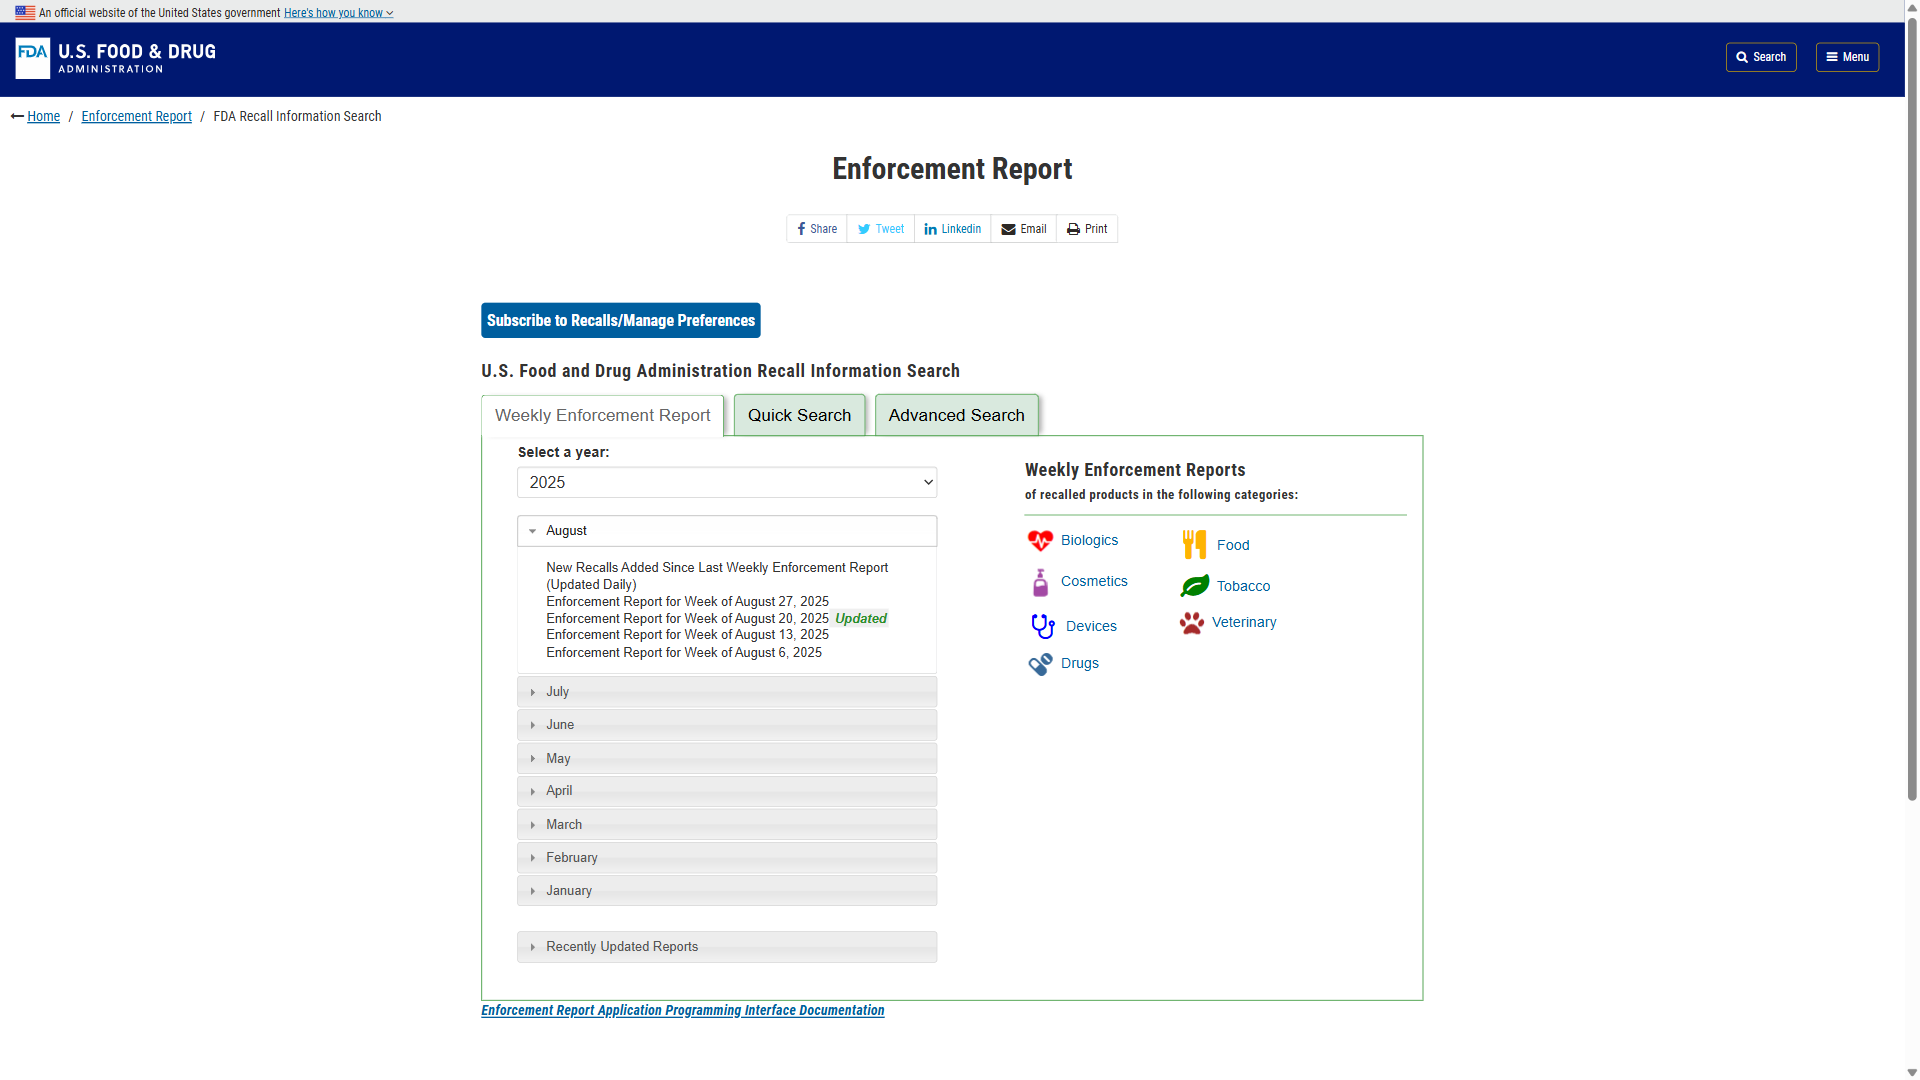 An official website of the United States government Here's how you know
FDA U.S. FOOD & DRUG
ADMINISTRATION
Search
Menu
Home / Enforcement Report / FDA Recall Information Search
Enforcement Report
Share
Tweet
Linkedin
Email
Print
Subscribe to Recalls/Manage Preferences
U.S. Food and Drug Administration Recall Information Search
Weekly Enforcement Report
Quick Search
Advanced Search
Select a year:
2025
August
New Recalls Added Since Last Weekly Enforcement Report
(Updated Daily)
Enforcement Report for Week of August 27, 2025
Enforcement Report for Week of August 20, 2025 Updated
Enforcement Report for Week of August 13, 2025
Enforcement Report for Week of August 6, 2025
July
June
May
April
March
February
January
Recently Updated Reports
Weekly Enforcement Reports
of recalled products in the following categories:
Biologics
Food
Cosmetics
Tobacco
Devices
Veterinary
Drugs
Enforcement Report Application Programming Interface Documentation